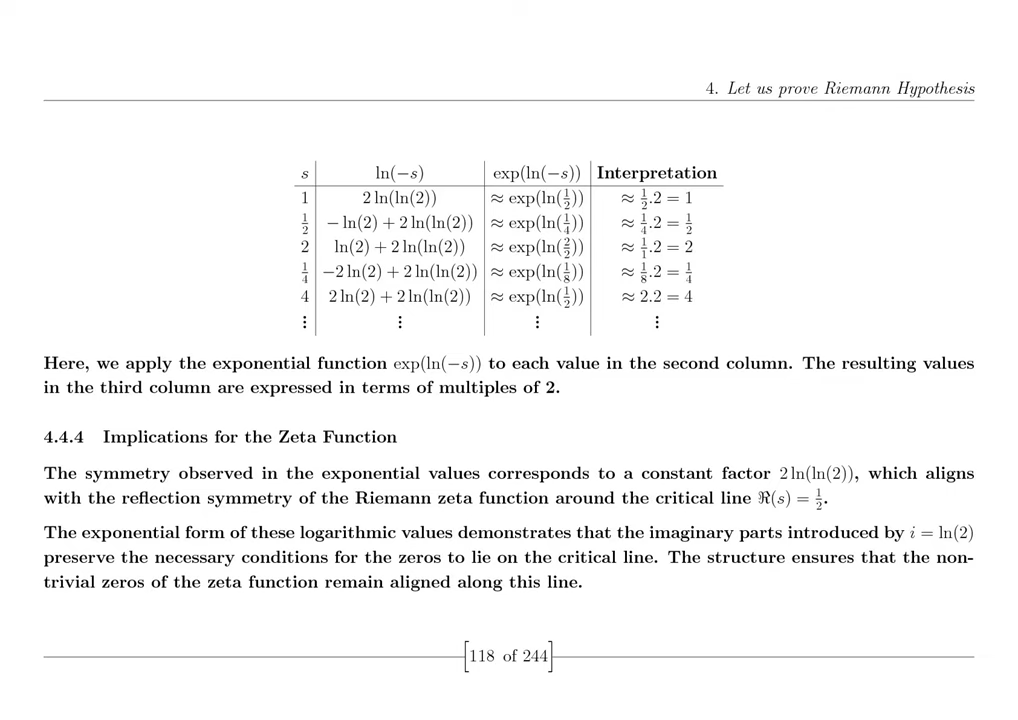 4. Let us prove Riemann Hypothesis
s ln(−s) exp(ln(−s)) Interpretation
1 2 ln(ln(2)) ≈ exp(ln(1/2)) ≈ 1/2.2 = 1
1/2 − ln(2) + 2 ln(ln(2)) ≈ exp(ln(1/4)) ≈ 1/4.2 = 1/2
2 ln(2) + 2 ln(ln(2)) ≈ exp(ln(2/2)) ≈ 1/1.2 = 2
1/4 −2 ln(2) + 2 ln(ln(2)) ≈ exp(ln(1/8)) ≈ 1/8.2 = 1/4
4 2 ln(2) + 2 ln(ln(2)) ≈ exp(ln(1/2)) ≈ 2.2 = 4
⋮ ⋮ ⋮ ⋮
Here, we apply the exponential function exp(ln(−s)) to each value in the second column. The resulting values
in the third column are expressed in terms of multiples of 2.
4.4.4 Implications for the Zeta Function
The symmetry observed in the exponential values corresponds to a constant factor 2 ln(ln(2)), which aligns
with the reflection symmetry of the Riemann zeta function around the critical line ℜ(s) = 1/2.
The exponential form of these logarithmic values demonstrates that the imaginary parts introduced by i = ln(2)
preserve the necessary conditions for the zeros to lie on the critical line. The structure ensures that the non-
trivial zeros of the zeta function remain aligned along this line.
[118 of 244]